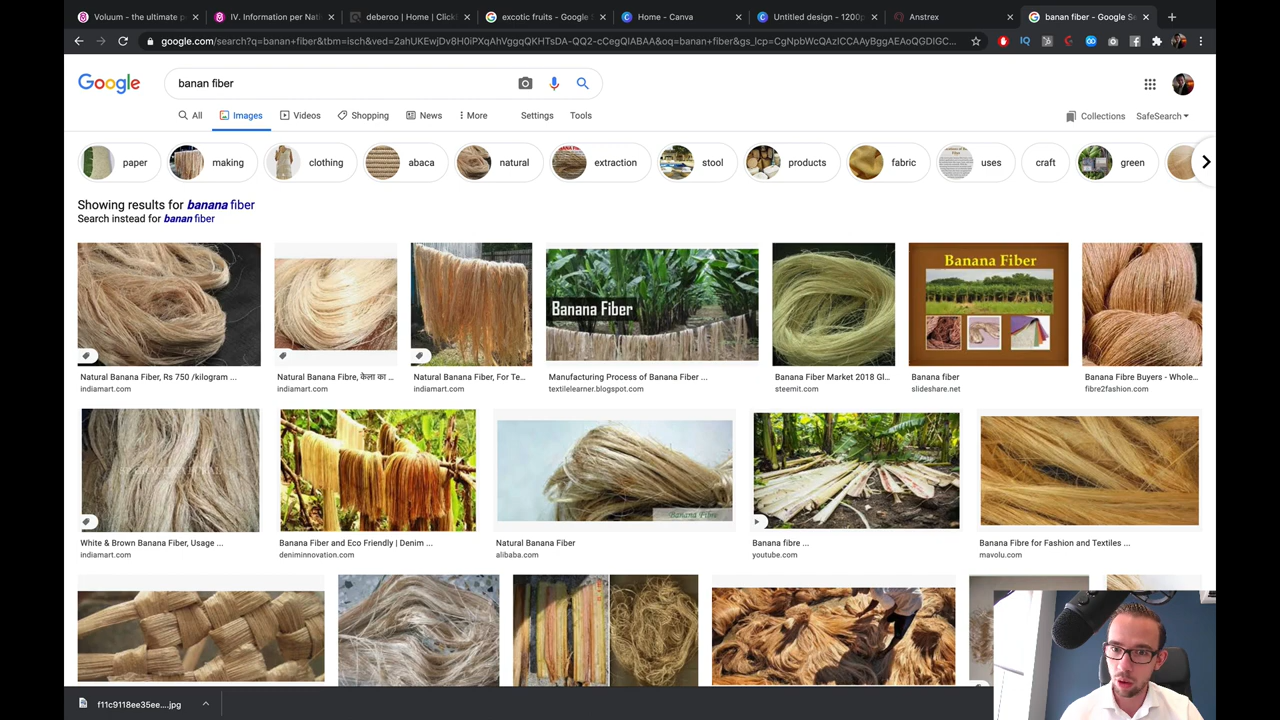 Voluum - the ultimate p
IV. Information per Nati
deberoo | Home | Click
excotic fruits - Google S
Home - Canva
Untitled design - 1200p
Anstrex
banan fiber - Google Se
google.com/search?q=banan+fiber&tbm=isch&ved=2ahUKEwjDv8H0iPXqAhVggqQKHTsDA-QQ2-cCegQIABAA&oq=banan+fiber&gs_lcp=CgNpbWcQAzICCAAyBggAEAoQGDIGC...
Google
banan fiber
All
Images
Videos
Shopping
News
More
Settings
Tools
Collections
SafeSearch
paper
making
clothing
abaca
natural
extraction
stool
products
fabric
uses
craft
green
Showing results for banana fiber
Search instead for banan fiber
Banana Fiber
Banana Fiber
Natural Banana Fiber, Rs 750 /kilogram ...
indiamart.com
Natural Banana Fibre, केला का ...
indiamart.com
Natural Banana Fiber, For Te...
indiamart.com
Manufacturing Process of Banana Fiber ...
textilelearner.blogspot.com
Banana Fiber Market 2018 Gl...
steemit.com
Banana fiber
slideshare.net
Banana Fibre Buyers - Whole...
fibre2fashion.com
Banana Fibre
White & Brown Banana Fiber, Usage ...
indiamart.com
Banana Fiber and Eco Friendly | Denim ...
deniminnovation.com
Natural Banana Fiber
alibaba.com
Banana fibre ...
youtube.com
Banana Fibre for Fashion and Textiles ...
mavolu.com
f11c9118ee35ee....jpg